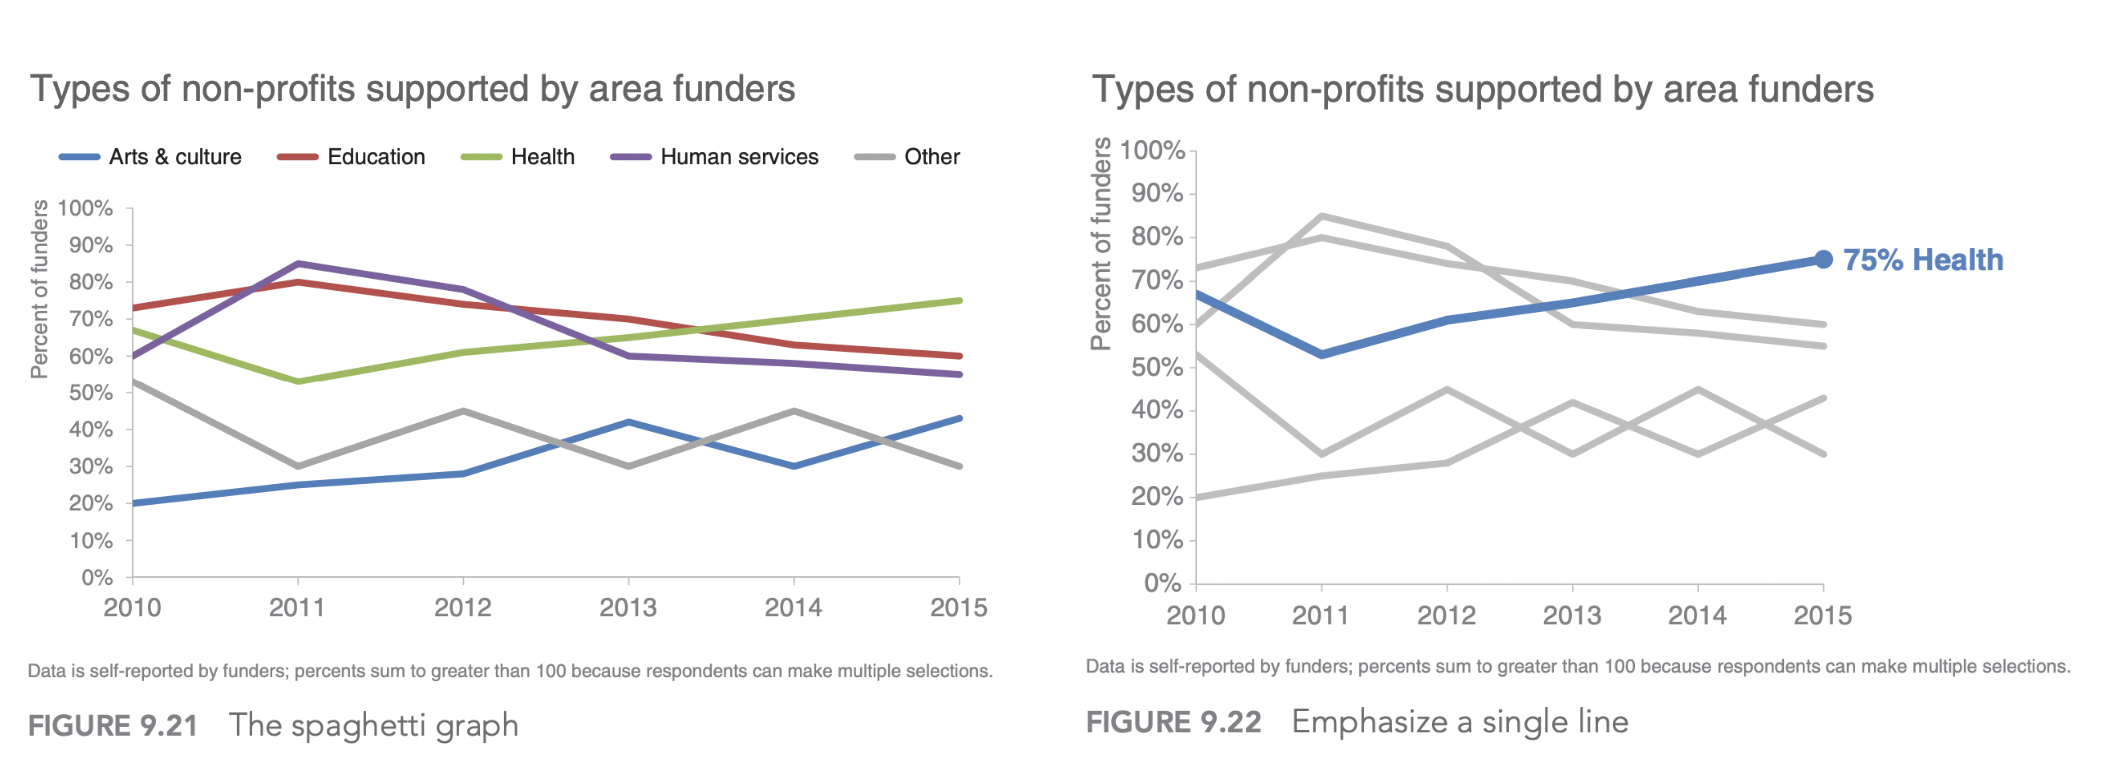 Types of non-profits supported by area funders
Arts & culture Education Health Human services Other
Percent of funders
100%
90%
80%
70%
60%
50%
40%
30%
20%
10%
0%
2010 2011 2012 2013 2014 2015
Data is self-reported by funders; percents sum to greater than 100 because respondents can make multiple selections.
FIGURE 9.21 The spaghetti graph
Types of non-profits supported by area funders
Percent of funders
100%
90%
80%
70%
60%
50%
40%
30%
20%
10%
0%
75% Health
2010 2011 2012 2013 2014 2015
Data is self-reported by funders; percents sum to greater than 100 because respondents can make multiple selections.
FIGURE 9.22 Emphasize a single line